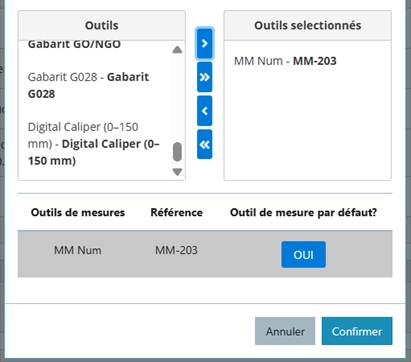 Outils
Gabarit GO/NGO
Gabarit G028 - Gabarit
G028
Digital Caliper (0–150
mm) - Digital Caliper (0–
150 mm)
Outils selectionnés
MM Num - MM-203
Outils de mesures Référence Outil de mesure par défaut?
MM Num MM-203 OUI
Annuler Confirmer